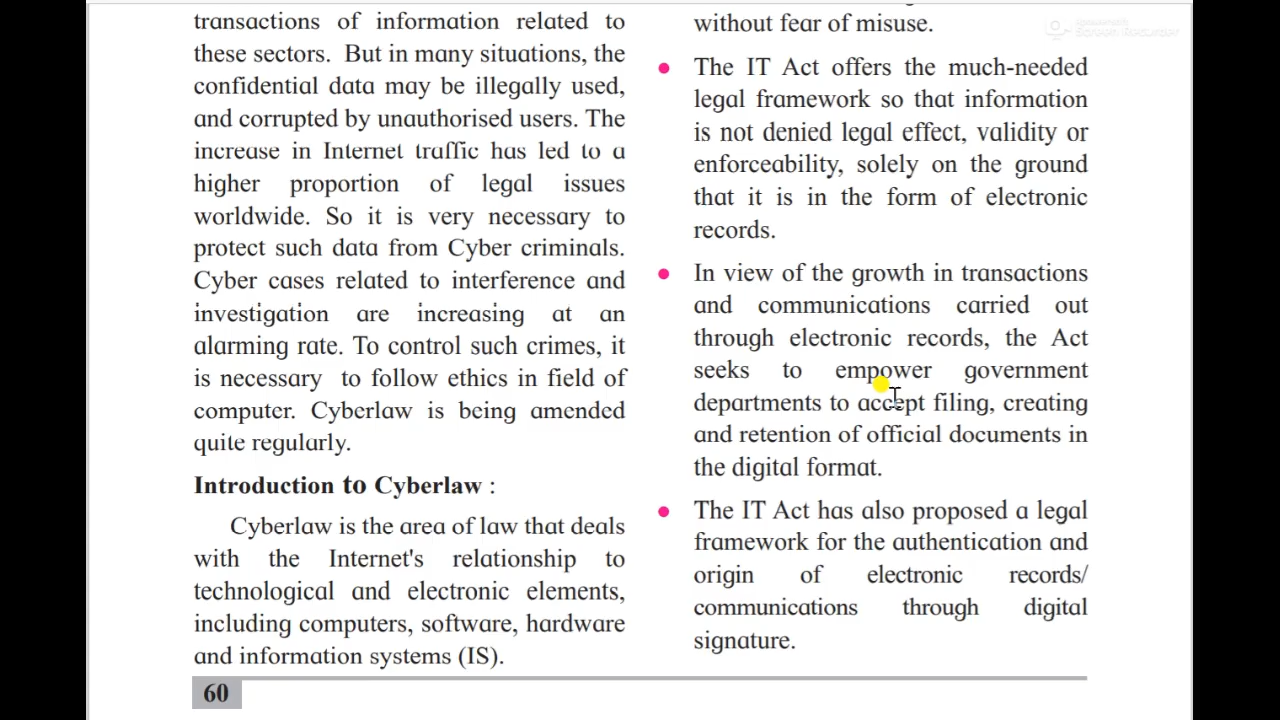 transactions of information related to
these sectors. But in many situations, the
confidential data may be illegally used,
and corrupted by unauthorised users. The
increase in Internet traffic has led to a
higher proportion of legal issues
worldwide. So it is very necessary to
protect such data from Cyber criminals.
Cyber cases related to interference and
investigation are increasing at an
alarming rate. To control such crimes, it
is necessary to follow ethics in field of
computer. Cyberlaw is being amended
quite regularly.
Introduction to Cyberlaw :
Cyberlaw is the area of law that deals
with the Internet's relationship to
technological and electronic elements,
including computers, software, hardware
and information systems (IS).
60
without fear of misuse.
• The IT Act offers the much-needed
legal framework so that information
is not denied legal effect, validity or
enforceability, solely on the ground
that it is in the form of electronic
records.
• In view of the growth in transactions
and communications carried out
through electronic records, the Act
seeks to empower government
departments to accept filing, creating
and retention of official documents in
the digital format.
• The IT Act has also proposed a legal
framework for the authentication and
origin of electronic records/
communications through digital
signature.
Screen Recorder